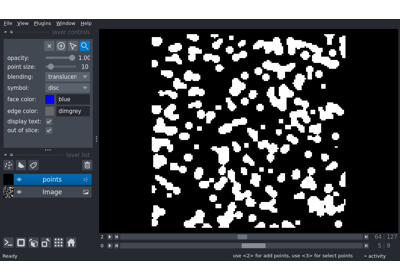 File View Plugins Window Help
layer controls
opacity: 1.00
point size: 10
blending: translucen
symbol: disc
face color: blue
edge color: dimgrey
display text:
out of slice:
layer list
points
Image
2 64 127
0 5 9
Ready use <2> for add points, use <3> for select points activity